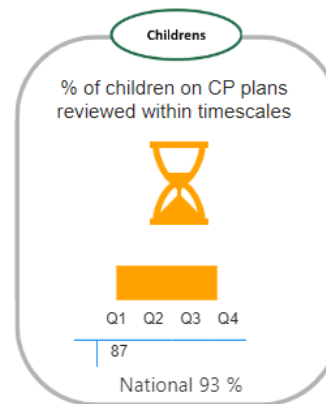 Childrens
% of children on CP plans
reviewed within timescales
Q1 Q2 Q3 Q4
87
National 93 %